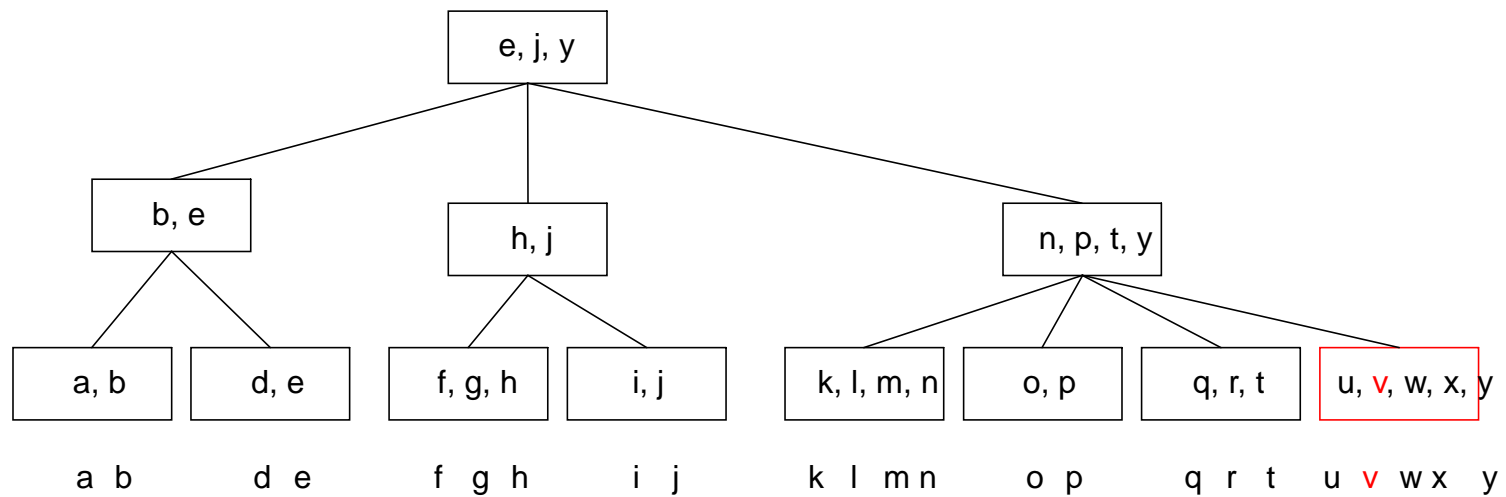 e, j, y
b, e
h, j
n, p, t, y
a, b
d, e
f, g, h
i, j
k, l, m, n
o, p
q, r, t
u, v, w, x, y
a b d e f g h i j k l m n o p q r t u v w x y